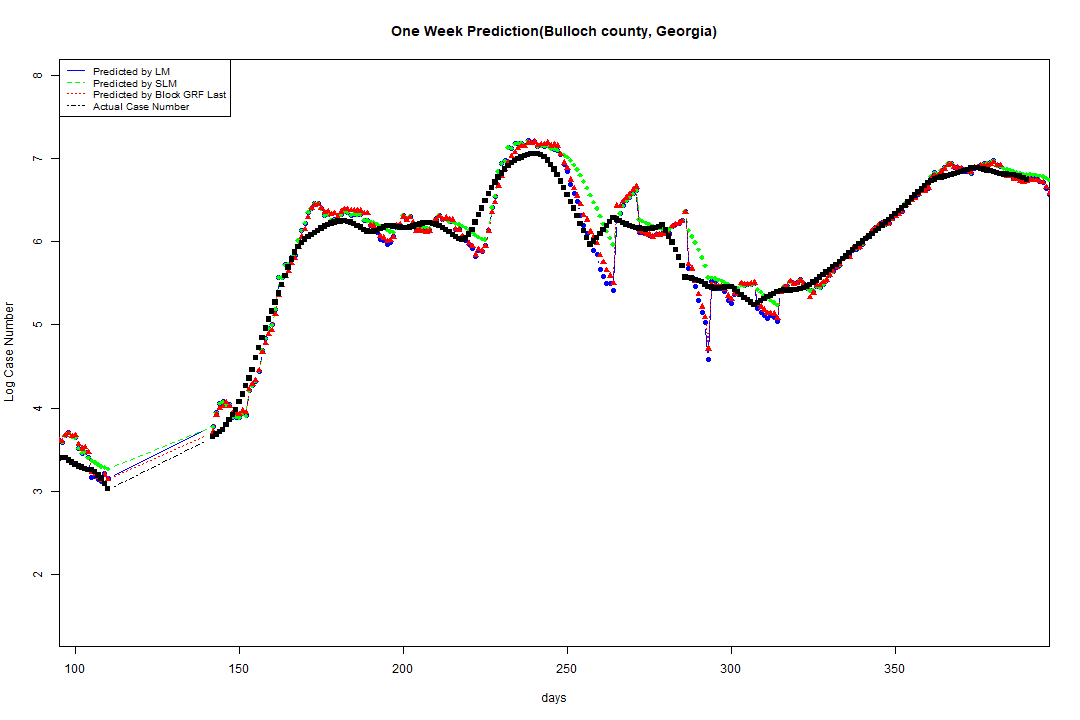 One Week Prediction(Bulloch county, Georgia)
Predicted by LM
Predicted by SLM
Predicted by Block GRF Last
Actual Case Number
8
7
6
5
4
3
2
Log Case Number
100 150 200 250 300 350
days